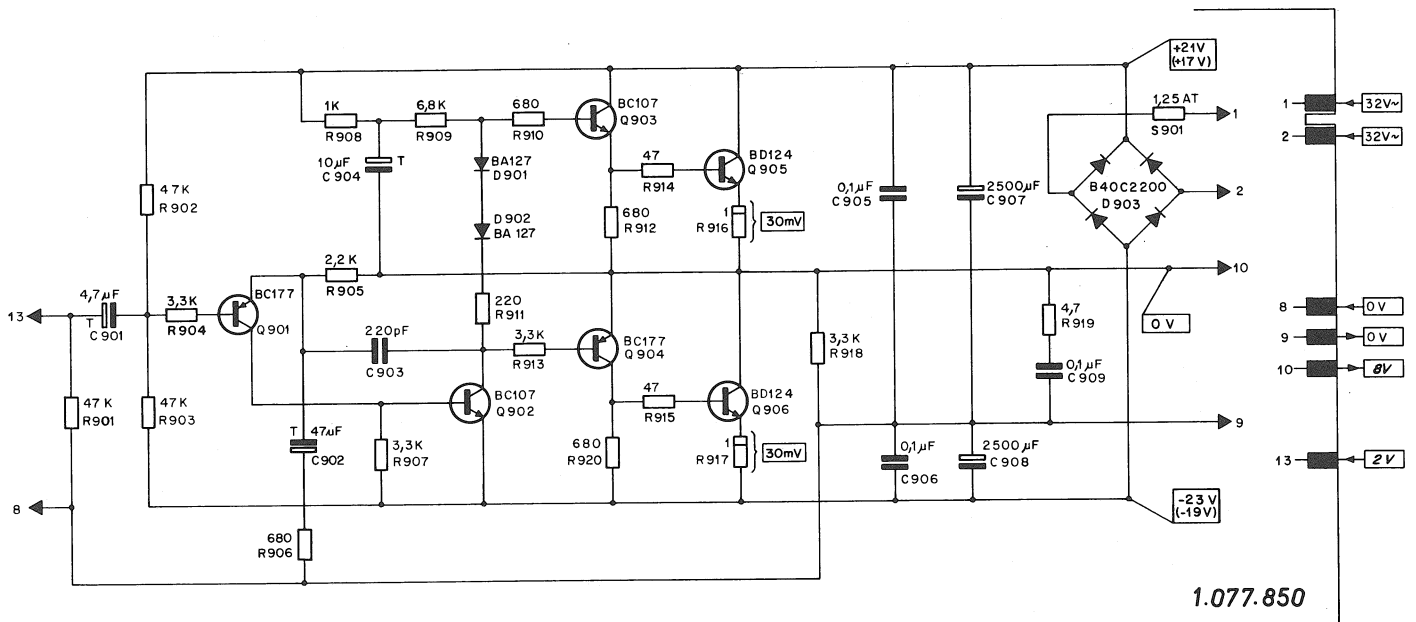 +21V
(+17V)
1K
R908
6,8K
R909
680
R910
BC107
Q903
10µF
C904
T
BA127
D901
47
R914
BD124
Q905
1,25 AT
S901
1
1
32V~
2
32V~
47K
R902
D902
BA 127
680
R912
1
R916
30mV
0,1µF
C905
2500µF
C907
B40C2200
D903
2
2,2K
R905
10
13
4,7µF
T
C901
3,3K
R904
BC177
Q901
220
R911
220pF
C903
3,3K
R913
BC177
Q904
3,3K
R918
4,7
R919
0,1µF
C909
0V
8
0V
9
0V
10
8V
47K
R901
47K
R903
BC107
Q902
47
R915
BD124
Q906
9
T
47µF
C902
3,3K
R907
680
R920
1
R917
30mV
0,1µF
C906
2500µF
C908
13
2V
8
-23V
(-19V)
680
R906
1.077.850